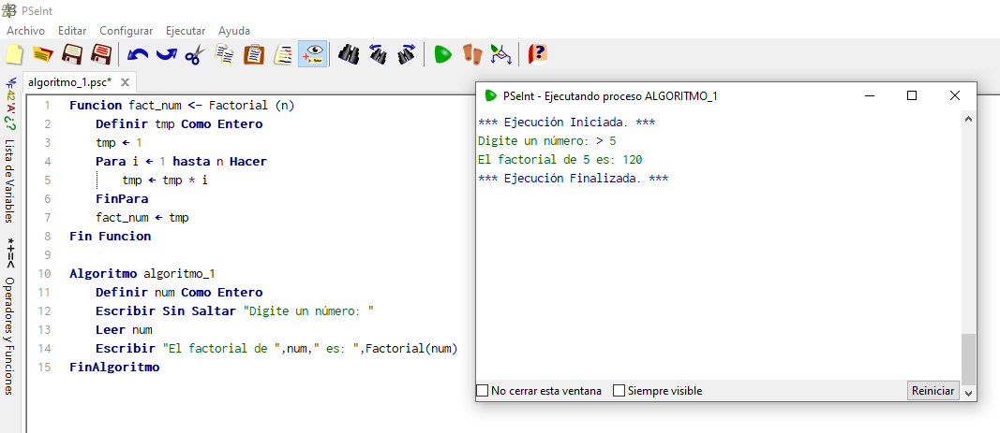 PSeInt
Archivo Editar Configurar Ejecutar Ayuda
algoritmo_1.psc*
1 Funcion fact_num <- Factorial (n)
2 Definir tmp Como Entero
3 tmp ← 1
4 Para i ← 1 hasta n Hacer
5 tmp ← tmp * i
6 FinPara
7 fact_num ← tmp
8 Fin Funcion
9
10 Algoritmo algoritmo_1
11 Definir num Como Entero
12 Escribir Sin Saltar "Digite un número: "
13 Leer num
14 Escribir "El factorial de ",num," es: ",Factorial(num)
15 FinAlgoritmo
42 'A' ¿?
Lista de Variables
*+=<
Operadores y Funciones
PSeInt - Ejecutando proceso ALGORITMO_1
*** Ejecución Iniciada. ***
Digite un número: > 5
El factorial de 5 es: 120
*** Ejecución Finalizada. ***
No cerrar esta ventana
Siempre visible
Reiniciar